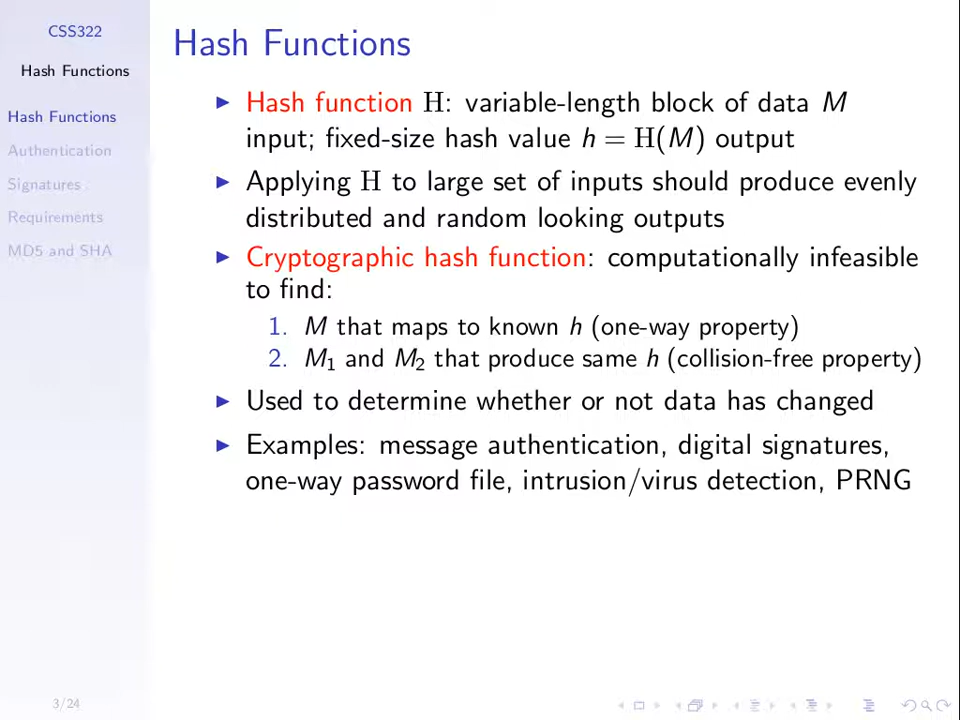 CSS322
Hash Functions
Hash Functions
Authentication
Signatures
Requirements
MD5 and SHA
Hash Functions
▶ Hash function H: variable-length block of data M
input; fixed-size hash value h = H(M) output
▶ Applying H to large set of inputs should produce evenly
distributed and random looking outputs
▶ Cryptographic hash function: computationally infeasible
to find:
1. M that maps to known h (one-way property)
2. M₁ and M₂ that produce same h (collision-free property)
▶ Used to determine whether or not data has changed
▶ Examples: message authentication, digital signatures,
one-way password file, intrusion/virus detection, PRNG
3/24